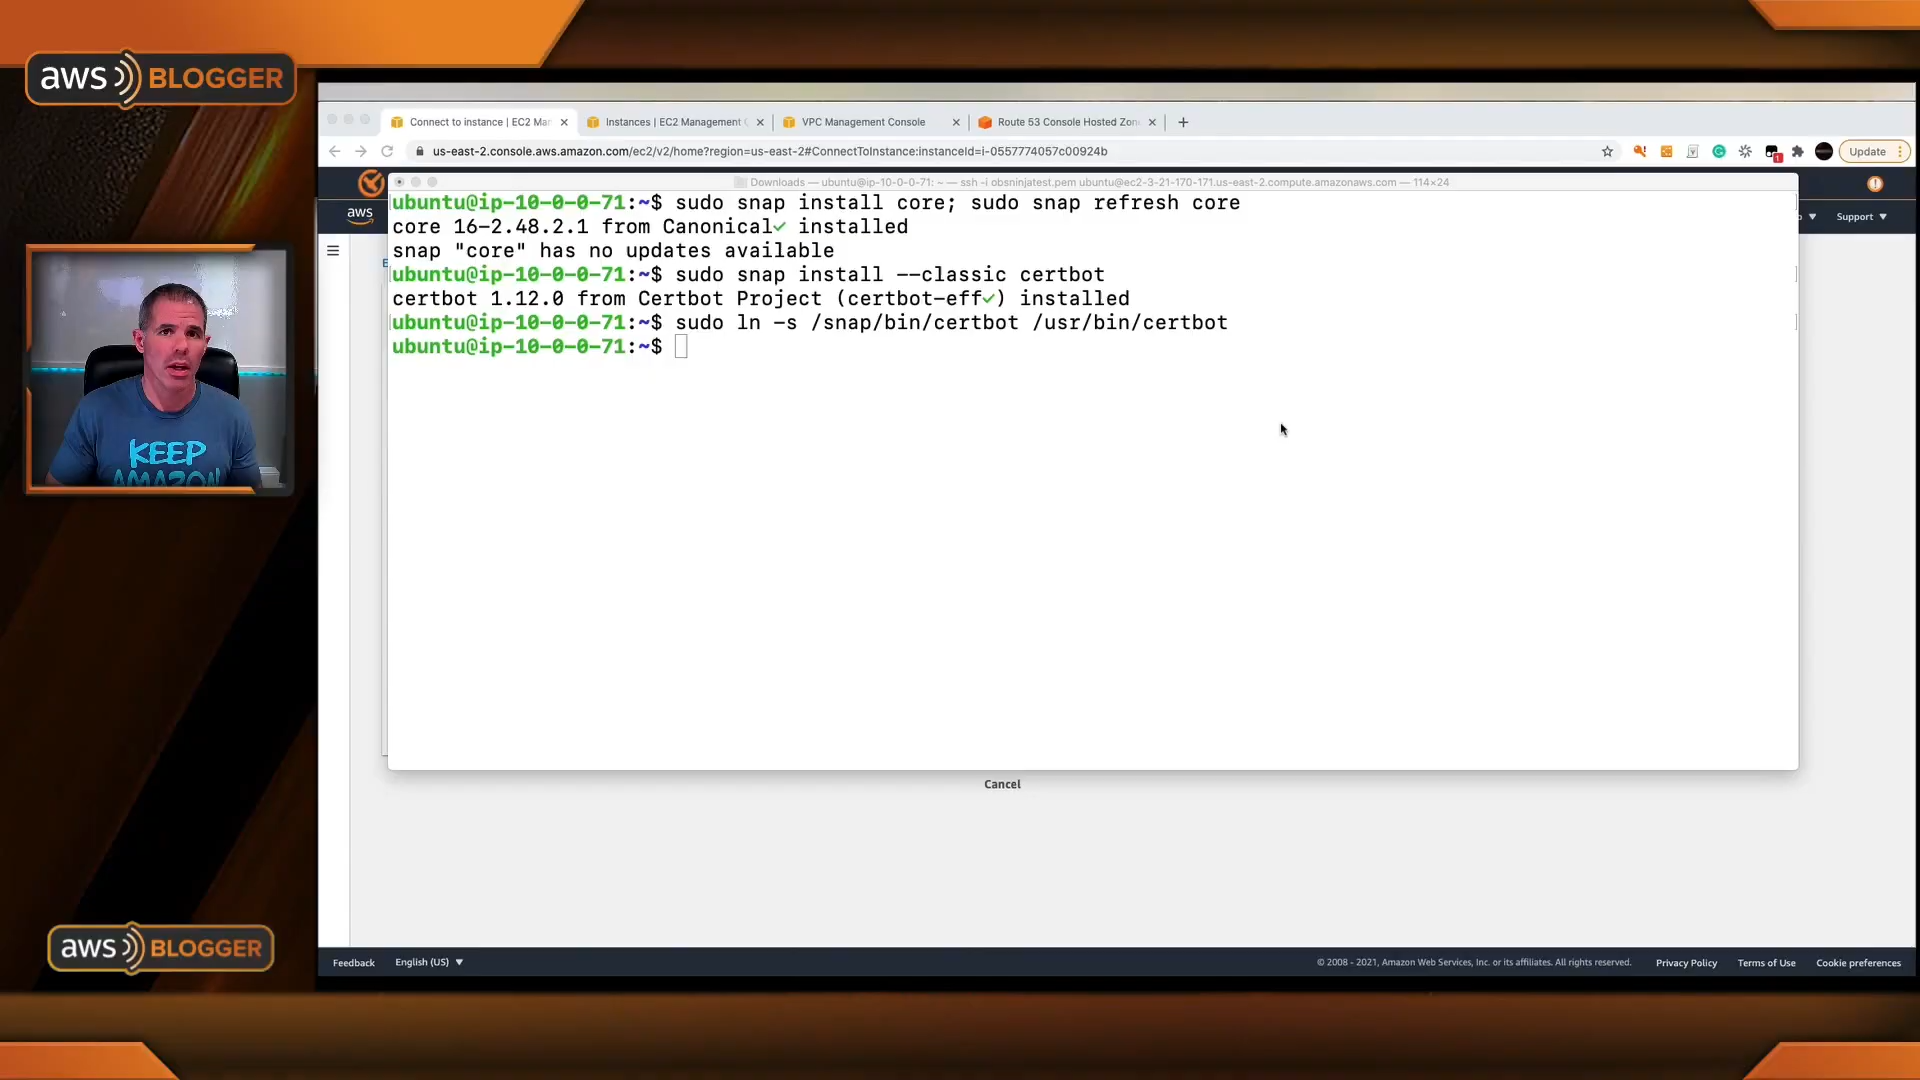 aws BLOGGER
Connect to instance | EC2 Man
Instances | EC2 Management C
VPC Management Console
Route 53 Console Hosted Zon
us-east-2.console.aws.amazon.com/ec2/v2/home?region=us-east-2#ConnectToInstance:instanceId=i-0557774057c00924b
Update
Downloads — ubuntu@ip-10-0-0-71: ~ — ssh -i obsninjatest.pem ubuntu@ec2-3-21-170-171.us-east-2.compute.amazonaws.com — 114×24
aws
Support
ubuntu@ip-10-0-0-71:~$ sudo snap install core; sudo snap refresh core
core 16-2.48.2.1 from Canonical✓ installed
snap "core" has no updates available
ubuntu@ip-10-0-0-71:~$ sudo snap install --classic certbot
certbot 1.12.0 from Certbot Project (certbot-eff✓) installed
ubuntu@ip-10-0-0-71:~$ sudo ln -s /snap/bin/certbot /usr/bin/certbot
ubuntu@ip-10-0-0-71:~$
KEEP
AMAZON
Cancel
aws BLOGGER
Feedback
English (US)
© 2008 - 2021, Amazon Web Services, Inc. or its affiliates. All rights reserved.
Privacy Policy
Terms of Use
Cookie preferences